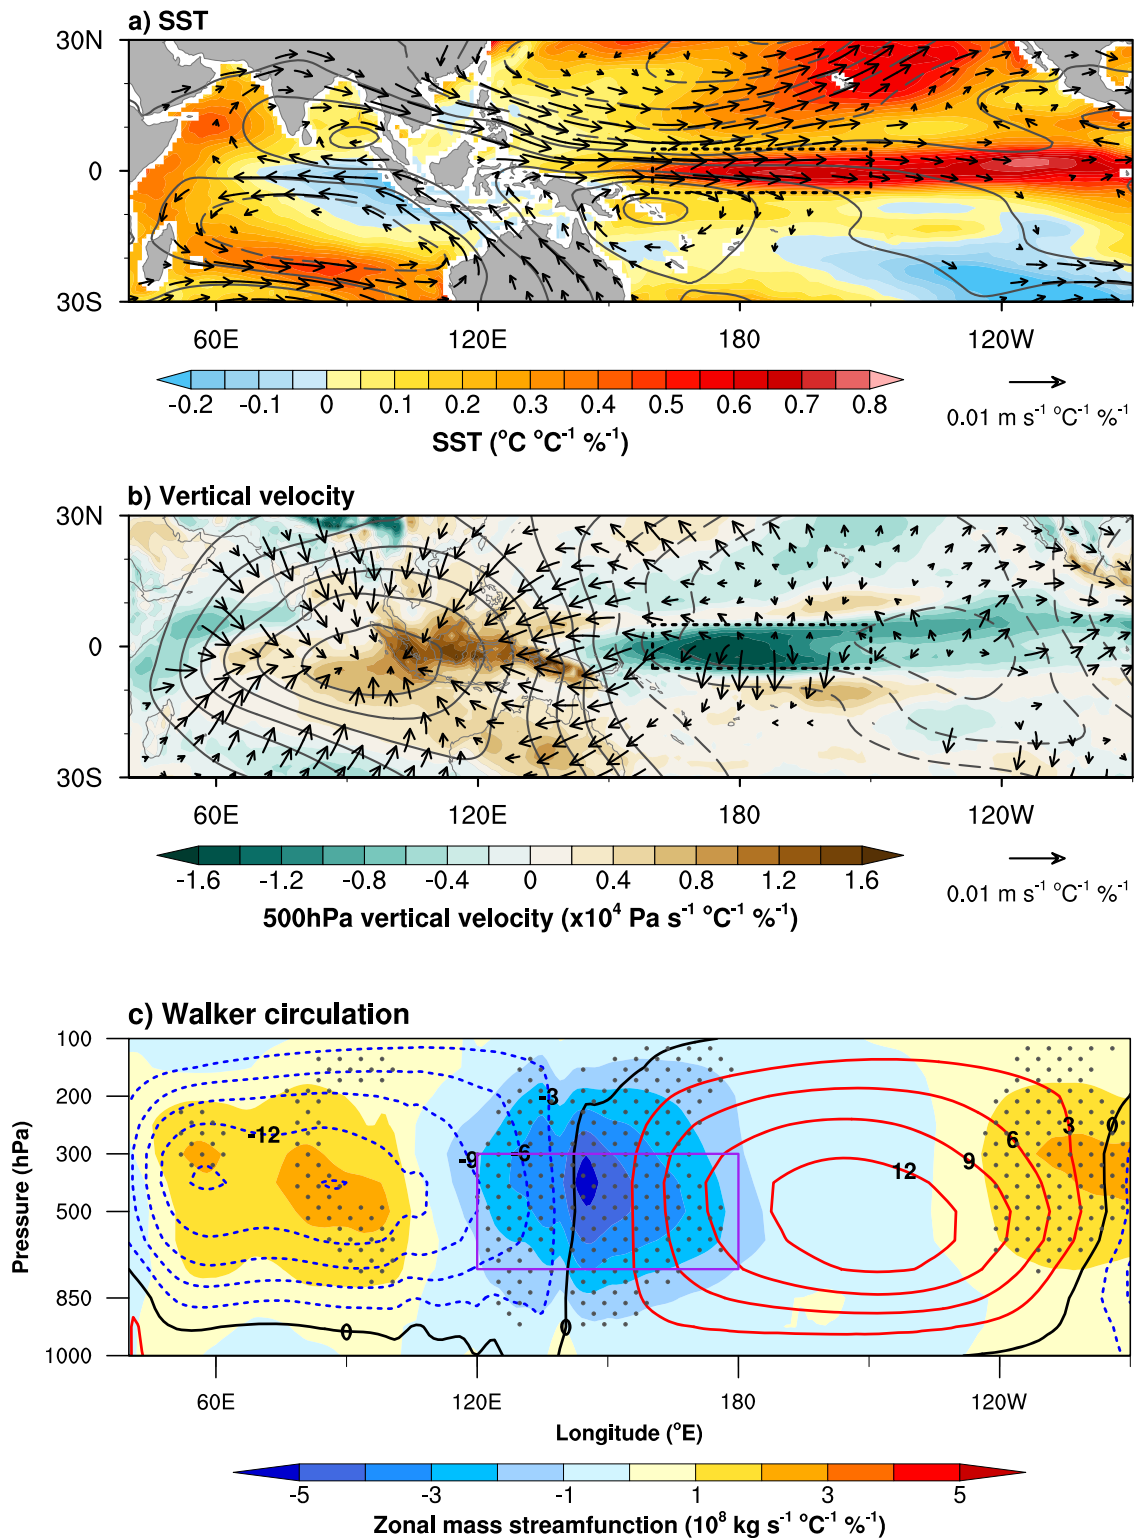 a) SST
30N
0
30S
60E 120E 180 120W
-0.2 -0.1 0 0.1 0.2 0.3 0.4 0.5 0.6 0.7 0.8
SST (°C °C⁻¹ %⁻¹)
0.01 m s⁻¹ °C⁻¹ %⁻¹
b) Vertical velocity
30N
0
30S
60E 120E 180 120W
-1.6 -1.2 -0.8 -0.4 0 0.4 0.8 1.2 1.6
500hPa vertical velocity (x10⁴ Pa s⁻¹ °C⁻¹ %⁻¹)
0.01 m s⁻¹ °C⁻¹ %⁻¹
c) Walker circulation
100
200
300
500
850
1000
Pressure (hPa)
-3
-12
-9
-6
12
9
6
3
0
0
0
60E 120E 180 120W
Longitude (°E)
-5 -3 -1 1 3 5
Zonal mass streamfunction (10⁸ kg s⁻¹ °C⁻¹ %⁻¹)